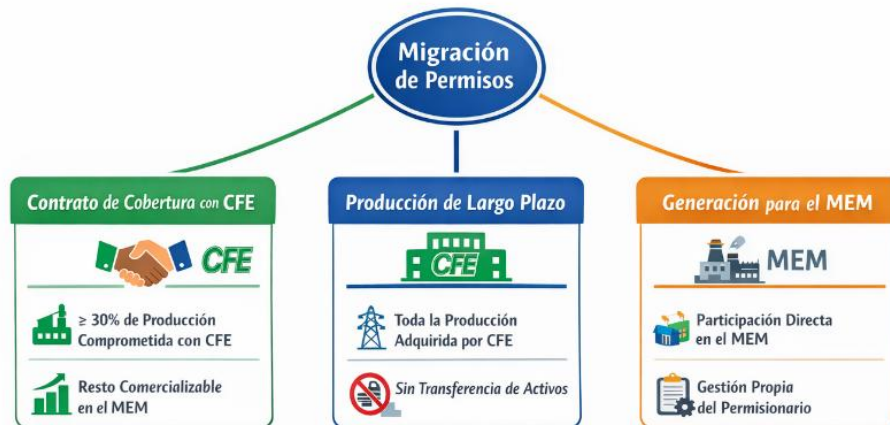 Migración
de Permisos
Contrato de Cobertura con CFE
CFE
≥ 30% de Producción
Comprometida con CFE
Resto Comercializable
en el MEM
Producción de Largo Plazo
CFE
Toda la Producción
Adquirida por CFE
Sin Transferencia de Activos
Generación para el MEM
MEM
Participación Directa
en el MEM
Gestión Propia
del Permisionario